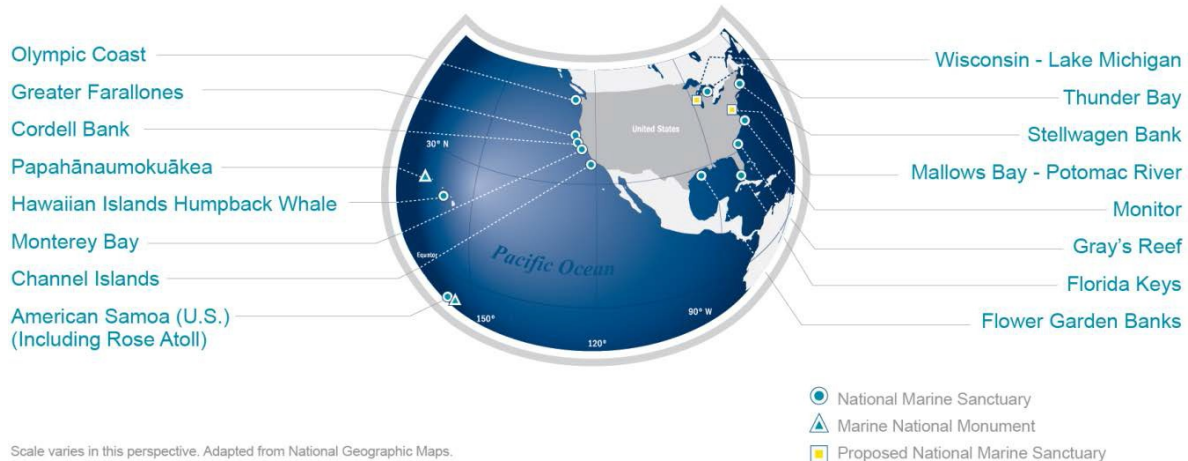 Olympic Coast
Greater Farallones
Cordell Bank
Papahānaumokuākea
Hawaiian Islands Humpback Whale
Monterey Bay
Channel Islands
American Samoa (U.S.)
(Including Rose Atoll)
30° N
United States
Equator
Pacific Ocean
150°
120°
90° W
Wisconsin - Lake Michigan
Thunder Bay
Stellwagen Bank
Mallows Bay - Potomac River
Monitor
Gray's Reef
Florida Keys
Flower Garden Banks
National Marine Sanctuary
Marine National Monument
Proposed National Marine Sanctuary
Scale varies in this perspective. Adapted from National Geographic Maps.